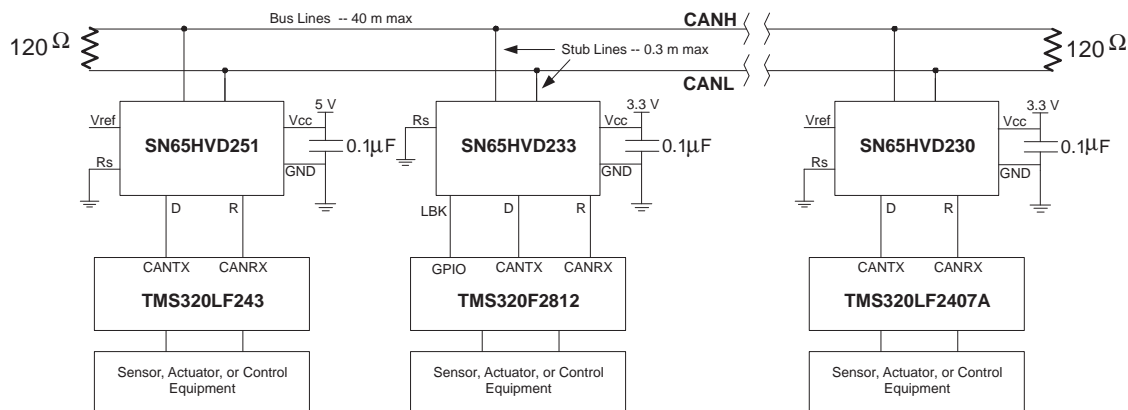 Bus Lines -- 40 m max
CANH
120 Ω
Stub Lines -- 0.3 m max
120 Ω
CANL
5 V
3.3 V
3.3 V
Vref
Vcc
Rs
Vcc
Vref
Vcc
SN65HVD251
0.1µF
SN65HVD233
0.1µF
SN65HVD230
0.1µF
Rs
GND
GND
Rs
GND
D
R
LBK
D
R
D
R
CANTX
CANRX
GPIO
CANTX
CANRX
CANTX
CANRX
TMS320LF243
TMS320F2812
TMS320LF2407A
Sensor, Actuator, or Control
Equipment
Sensor, Actuator, or Control
Equipment
Sensor, Actuator, or Control
Equipment